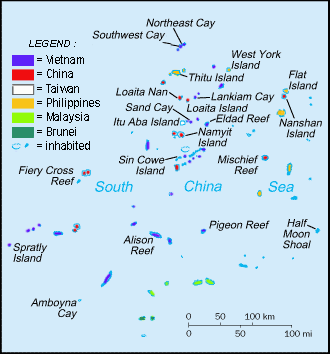 Northeast Cay
Southwest Cay
LEGEND :
= Vietnam
= China
= Taiwan
= Philippines
= Malaysia
= Brunei
= inhabited
West York
Island
Thitu Island
Flat
Island
Loaita Nan
Lankiam Cay
Loaita Island
Sand Cay
Eldad Reef
Itu Aba Island
Nanshan
Island
Namyit
Island
Sin Cowe
Island
Mischief
Reef
Fiery Cross
Reef
South China Sea
Spratly
Island
Alison
Reef
Pigeon Reef
Half
Moon
Shoal
Amboyna
Cay
0 50 100 km
0 50 100 mi